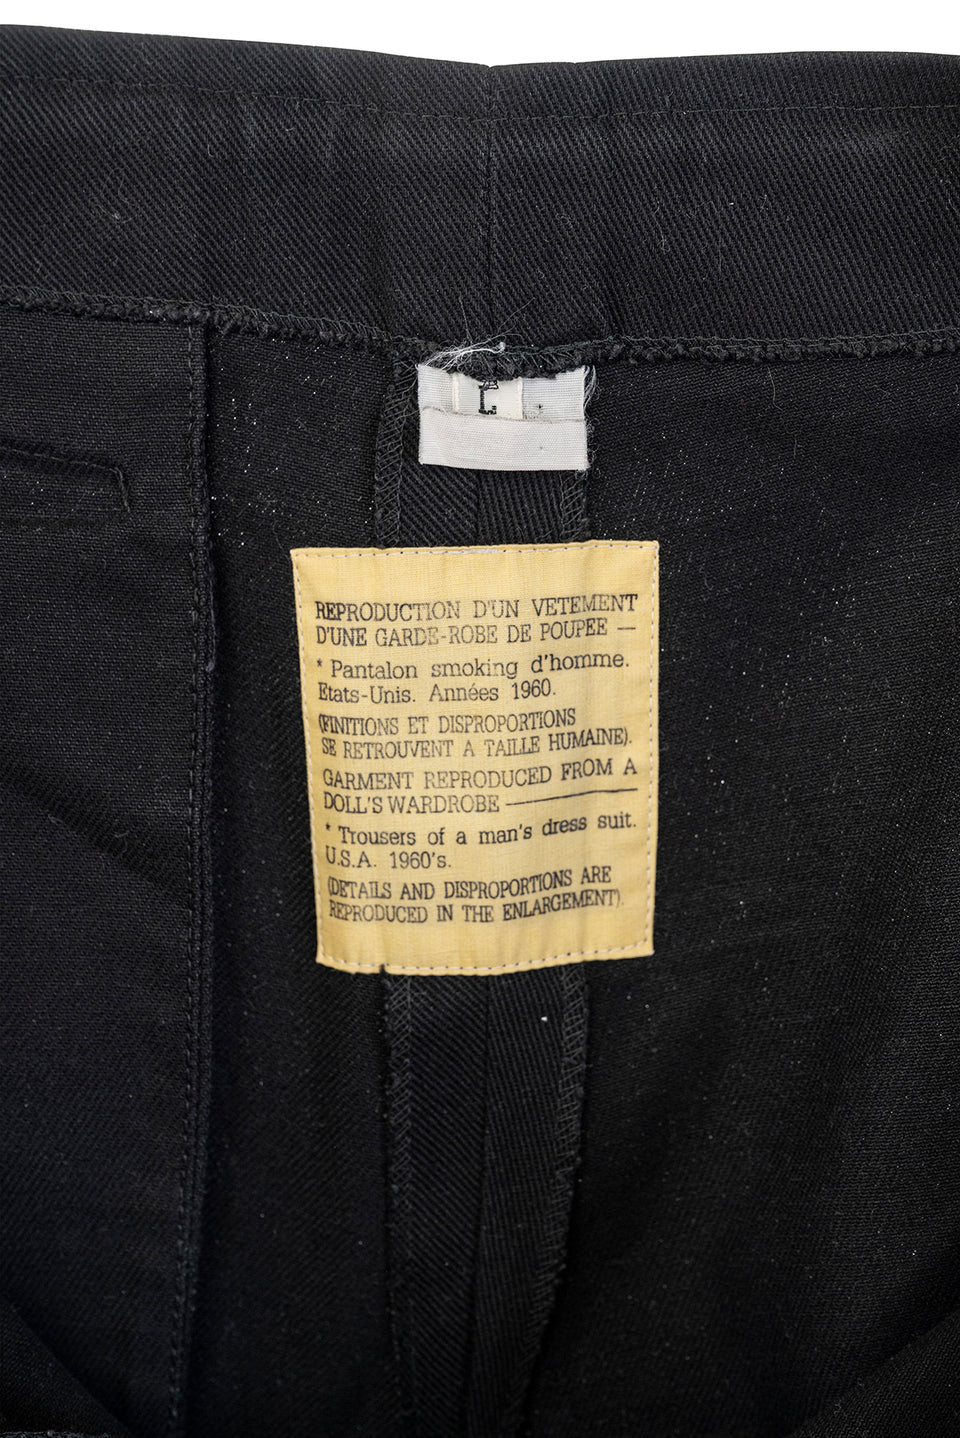 L
REPRODUCTION D'UN VETEMENT
D'UNE GARDE-ROBE DE POUPEE —
* Pantalon smoking d'homme.
Etats-Unis. Années 1960.
(FINITIONS ET DISPROPORTIONS
SE RETROUVENT A TAILLE HUMAINE).
GARMENT REPRODUCED FROM A
DOLL'S WARDROBE —
* Trousers of a man's dress suit.
U.S.A. 1960's.
(DETAILS AND DISPROPORTIONS ARE
REPRODUCED IN THE ENLARGEMENT).